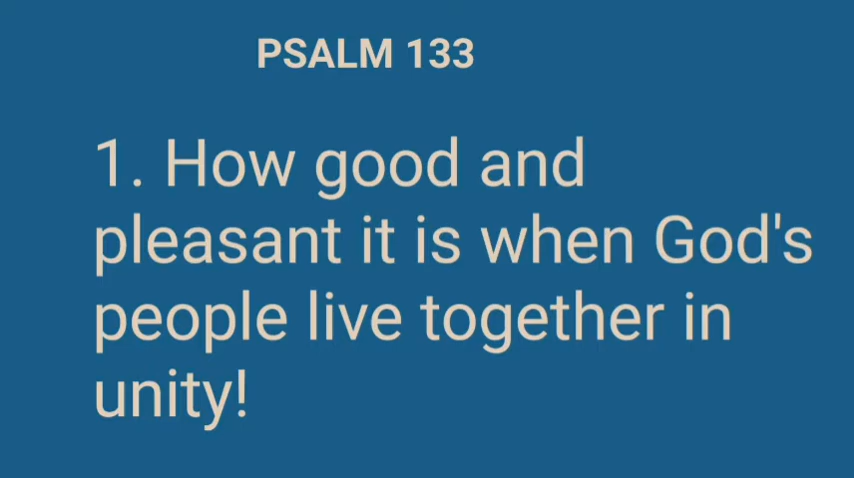 PSALM 133
1. How good and
pleasant it is when God's
people live together in
unity!